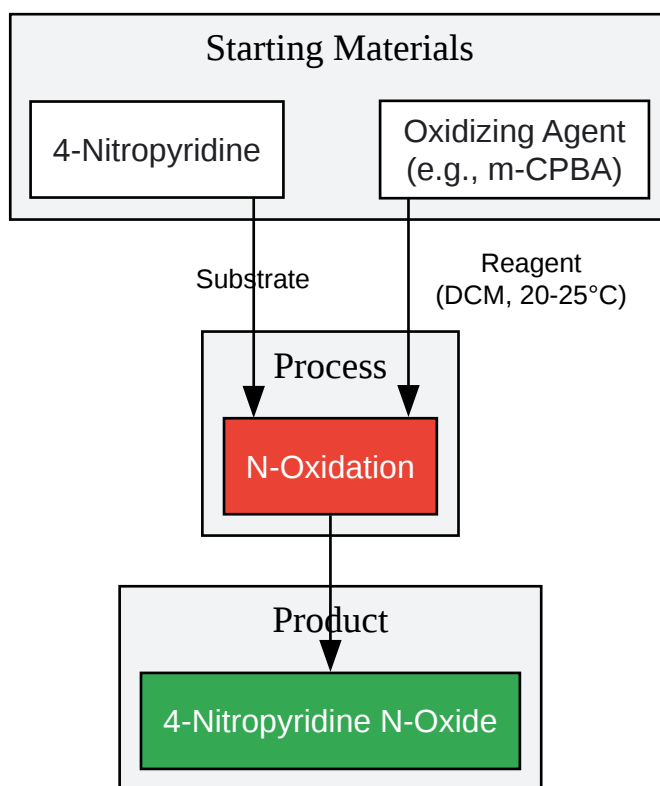 Starting Materials
4-Nitropyridine
Oxidizing Agent
(e.g., m-CPBA)
Substrate
Reagent
(DCM, 20-25°C)
Process
N-Oxidation
Product
4-Nitropyridine N-Oxide